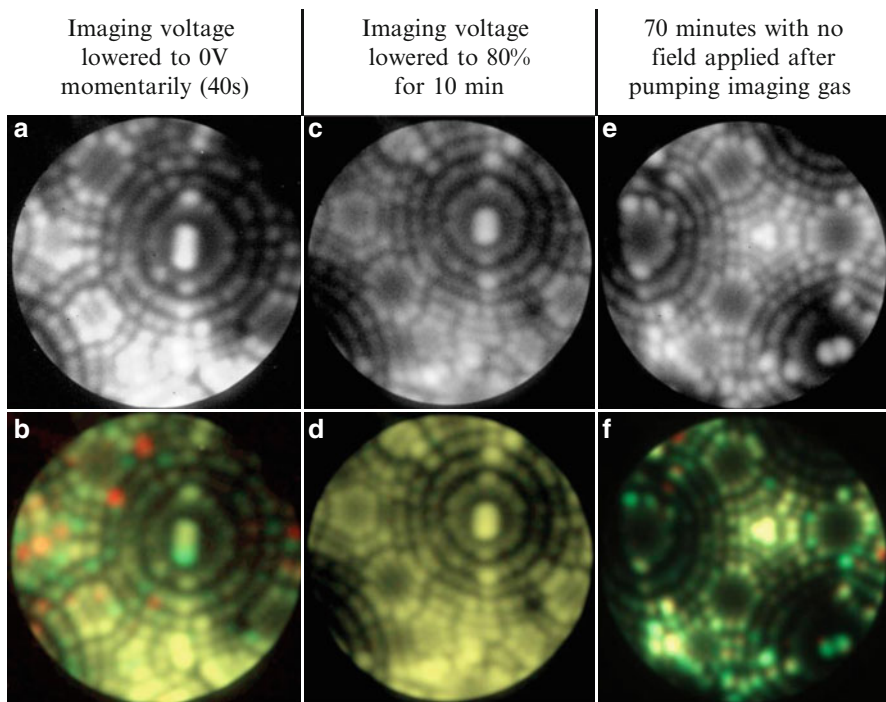 Imaging voltage
lowered to 0V
momentarily (40s)
Imaging voltage
lowered to 80%
for 10 min
70 minutes with no
field applied after
pumping imaging gas
a
c
e
b
d
f